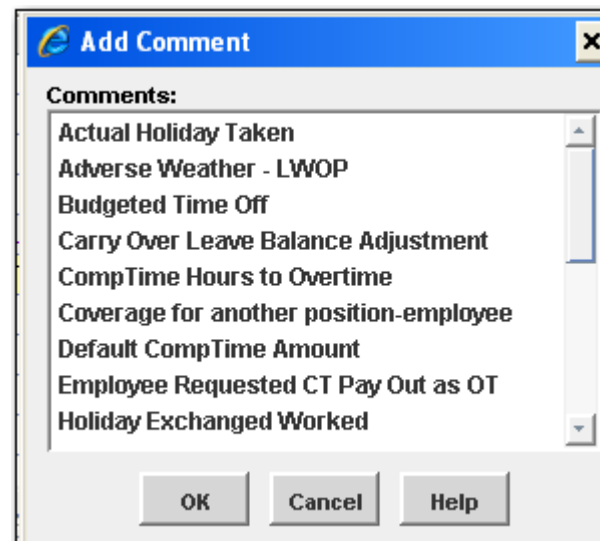 Add Comment
Comments:
Actual Holiday Taken
Adverse Weather - LWOP
Budgeted Time Off
Carry Over Leave Balance Adjustment
CompTime Hours to Overtime
Coverage for another position-employee
Default CompTime Amount
Employee Requested CT Pay Out as OT
Holiday Exchanged Worked
OK Cancel Help